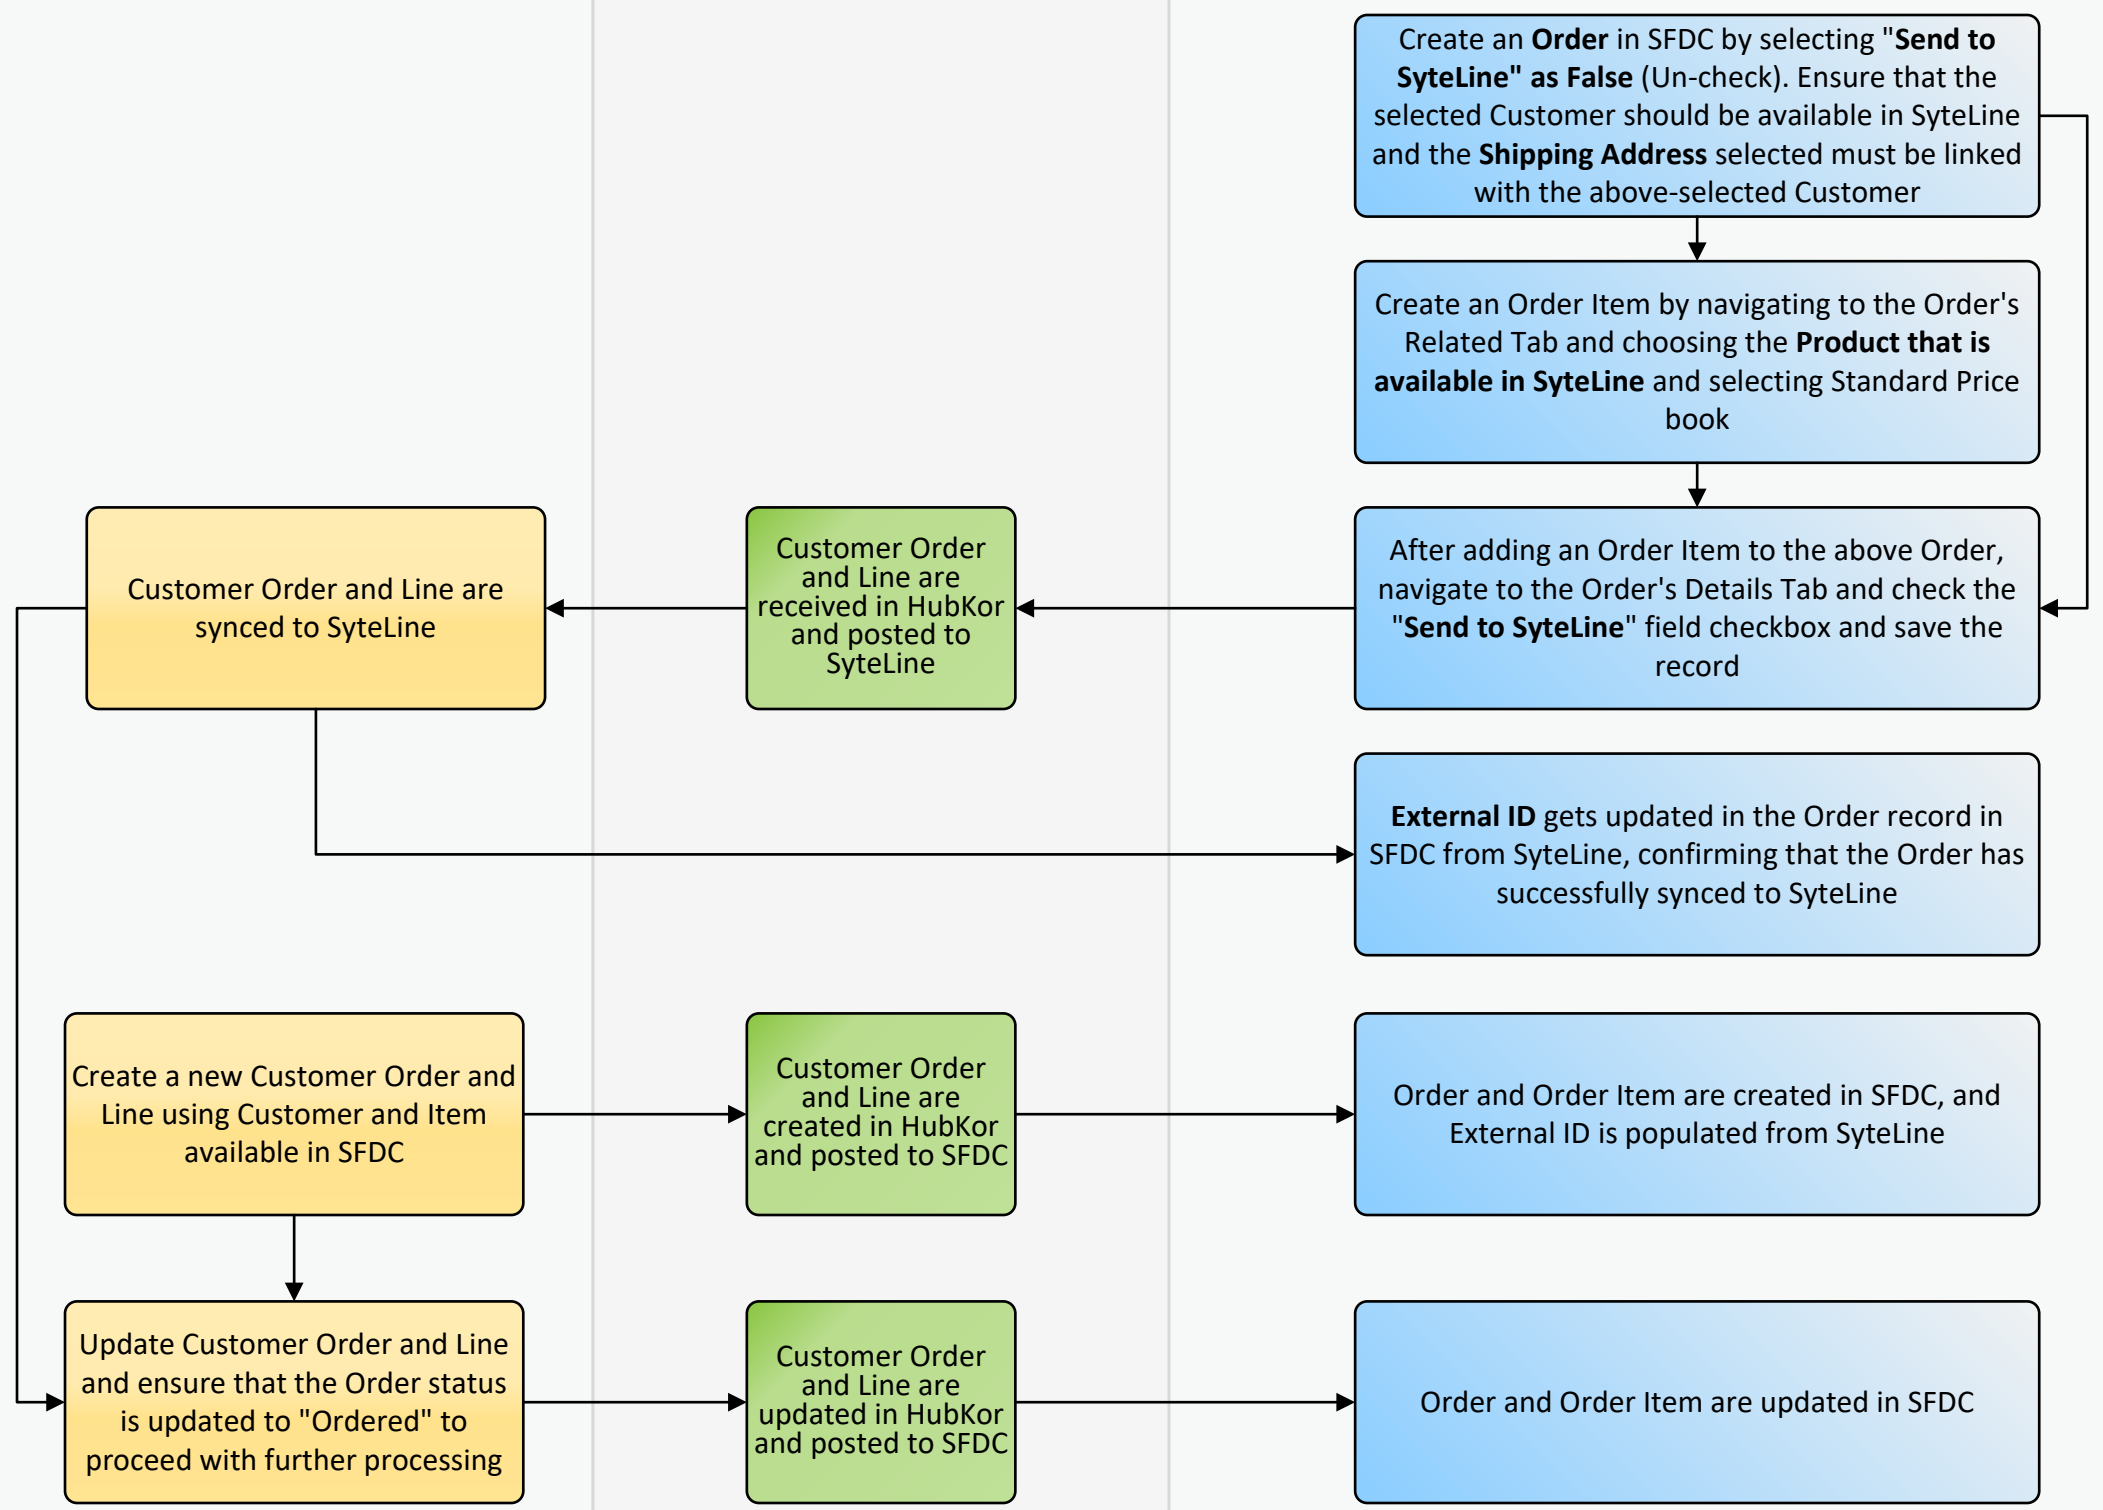 Create an Order in SFDC by selecting "Send to
SyteLine" as False (Un-check). Ensure that the
selected Customer should be available in SyteLine
and the Shipping Address selected must be linked
with the above-selected Customer
Create an Order Item by navigating to the Order's
Related Tab and choosing the Product that is
available in SyteLine and selecting Standard Price
book
Customer Order and Line are
synced to SyteLine
Customer Order
and Line are
received in HubKor
and posted to
SyteLine
After adding an Order Item to the above Order,
navigate to the Order's Details Tab and check the
"Send to SyteLine" field checkbox and save the
record
External ID gets updated in the Order record in
SFDC from SyteLine, confirming that the Order has
successfully synced to SyteLine
Create a new Customer Order and
Line using Customer and Item
available in SFDC
Customer Order
and Line are
created in HubKor
and posted to SFDC
Order and Order Item are created in SFDC, and
External ID is populated from SyteLine
Update Customer Order and Line
and ensure that the Order status
is updated to "Ordered" to
proceed with further processing
Customer Order
and Line are
updated in HubKor
and posted to SFDC
Order and Order Item are updated in SFDC